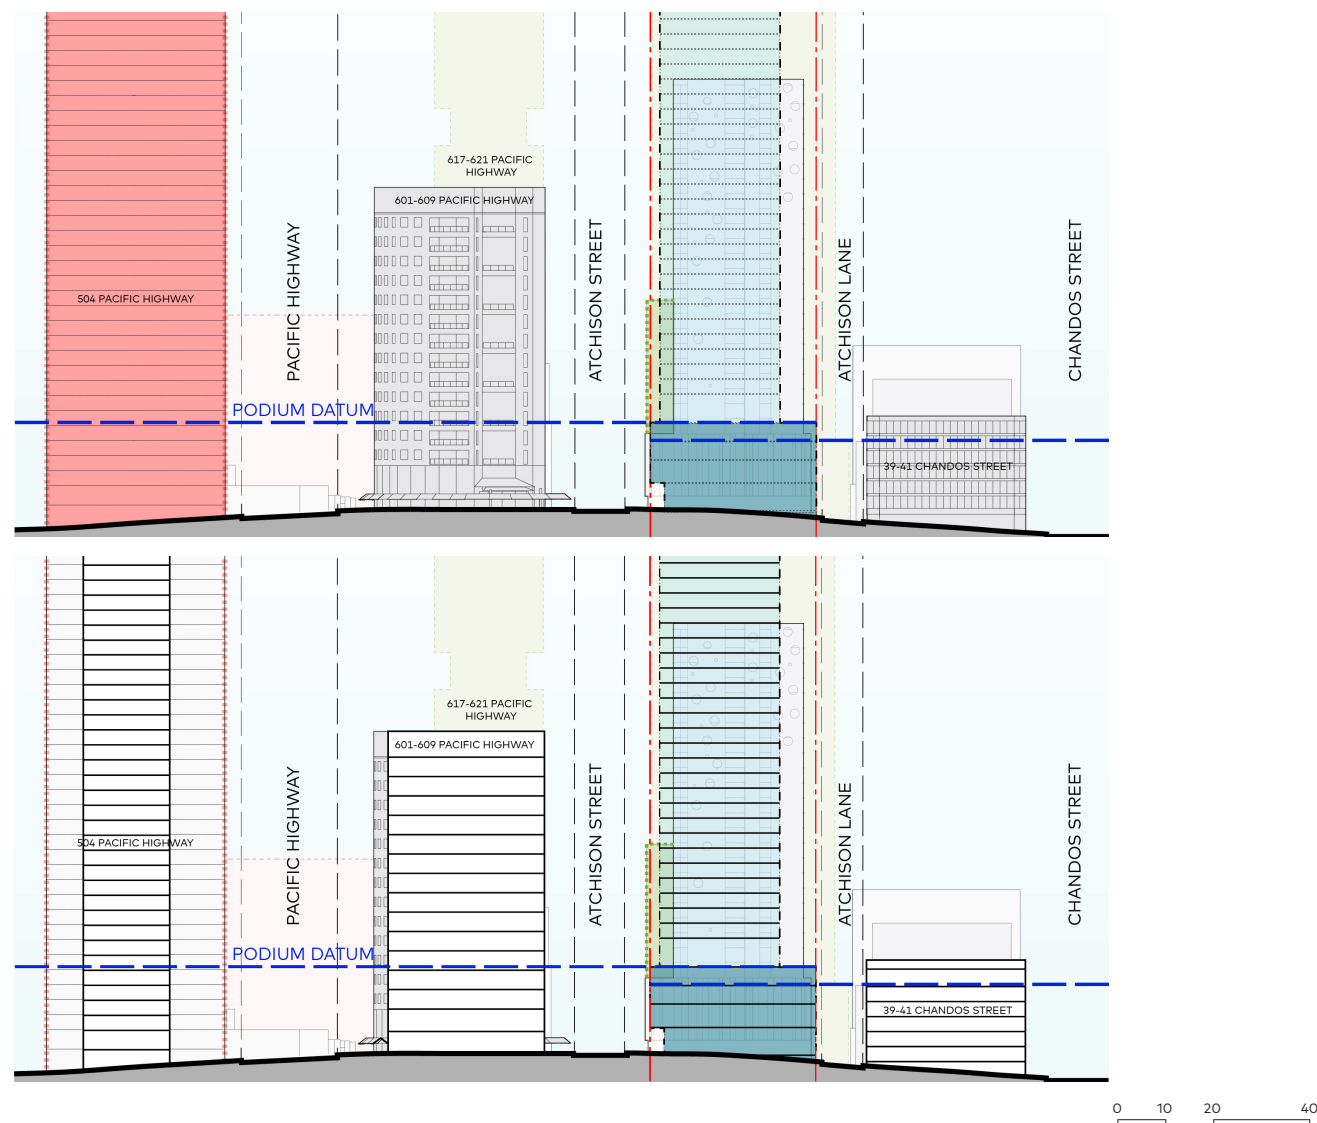 617-621 PACIFIC
HIGHWAY
601-609 PACIFIC HIGHWAY
504 PACIFIC HIGHWAY
PACIFIC HIGHWAY
ATCHISON STREET
ATCHISON LANE
CHANDOS STREET
PODIUM DATUM
39-41 CHANDOS STREET
617-621 PACIFIC
HIGHWAY
601-609 PACIFIC HIGHWAY
504 PACIFIC HIGHWAY
PACIFIC HIGHWAY
ATCHISON STREET
ATCHISON LANE
CHANDOS STREET
PODIUM DATUM
39-41 CHANDOS STREET
0 10 20 40